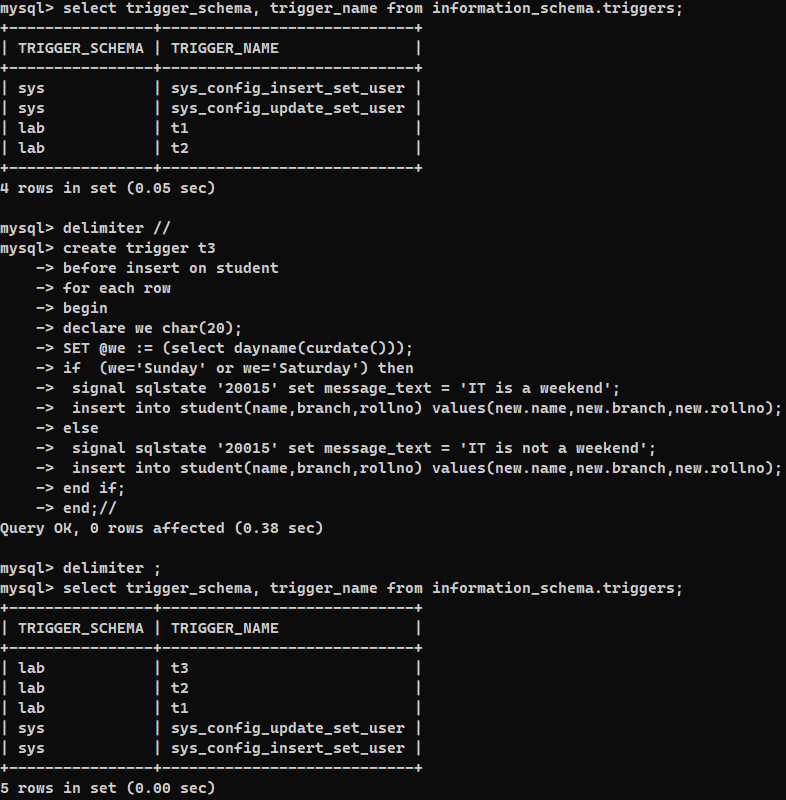 mysql> select trigger_schema, trigger_name from information_schema.triggers;
+----------------+----------------------------+
| TRIGGER_SCHEMA | TRIGGER_NAME               |
+----------------+----------------------------+
| sys            | sys_config_insert_set_user |
| sys            | sys_config_update_set_user |
| lab            | t1                         |
| lab            | t2                         |
+----------------+----------------------------+
4 rows in set (0.05 sec)

mysql> delimiter //
mysql> create trigger t3
    -> before insert on student
    -> for each row
    -> begin
    -> declare we char(20);
    -> SET @we := (select dayname(curdate()));
    -> if  (we='Sunday' or we='Saturday') then
    ->  signal sqlstate '20015' set message_text = 'IT is a weekend';
    ->  insert into student(name,branch,rollno) values(new.name,new.branch,new.rollno);
    -> else
    ->  signal sqlstate '20015' set message_text = 'IT is not a weekend';
    ->  insert into student(name,branch,rollno) values(new.name,new.branch,new.rollno);
    -> end if;
    -> end;//
Query OK, 0 rows affected (0.38 sec)

mysql> delimiter ;
mysql> select trigger_schema, trigger_name from information_schema.triggers;
+----------------+----------------------------+
| TRIGGER_SCHEMA | TRIGGER_NAME               |
+----------------+----------------------------+
| lab            | t3                         |
| lab            | t2                         |
| lab            | t1                         |
| sys            | sys_config_update_set_user |
| sys            | sys_config_insert_set_user |
+----------------+----------------------------+
5 rows in set (0.00 sec)